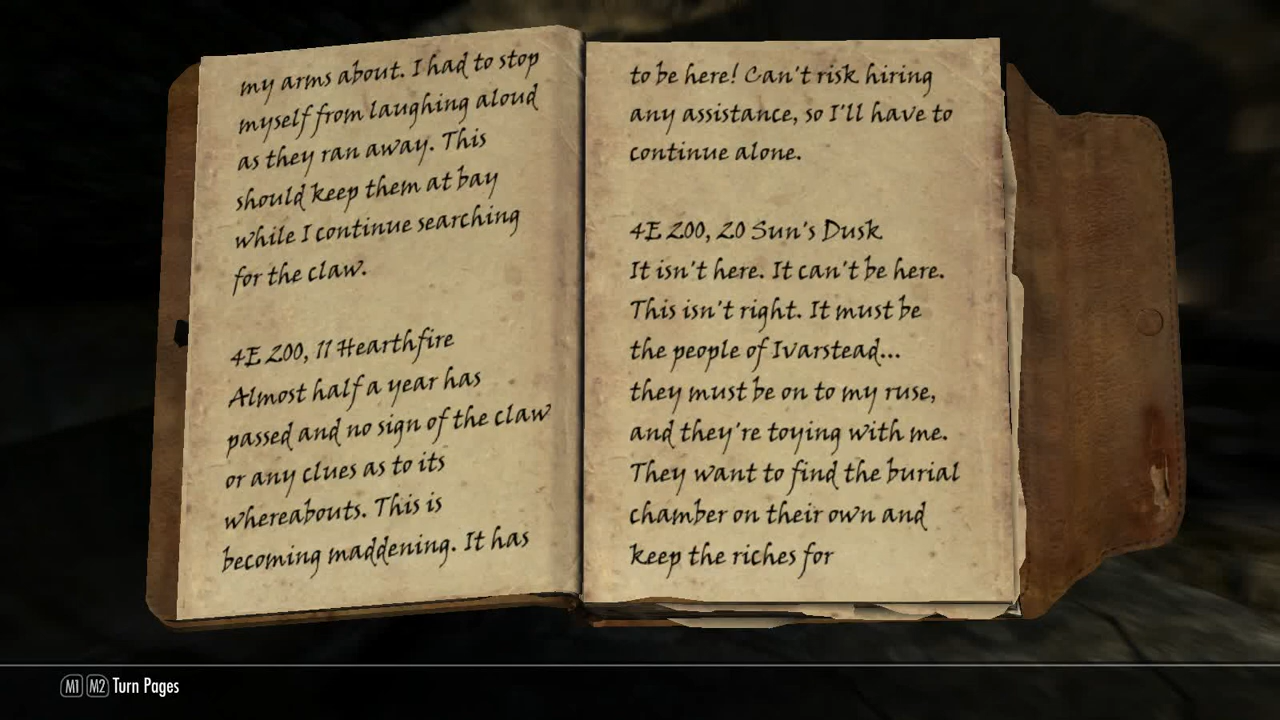 my arms about. I had to stop
myself from laughing aloud
as they ran away. This
should keep them at bay
while I continue searching
for the claw.
4E 200, 11 Hearthfire
Almost half a year has
passed and no sign of the claw
or any clues as to its
whereabouts. This is
becoming maddening. It has
to be here! Can't risk hiring
any assistance, so I'll have to
continue alone.
4E 200, 20 Sun's Dusk
It isn't here. It can't be here.
This isn't right. It must be
the people of Ivarstead...
they must be on to my ruse,
and they're toying with me.
They want to find the burial
chamber on their own and
keep the riches for
M1 M2 Turn Pages